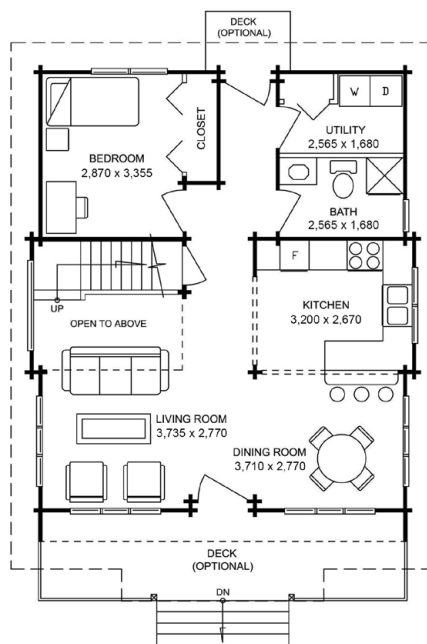 DECK
(OPTIONAL)
W D
UTILITY
2,565 x 1,680
CLOSET
BEDROOM
2,870 x 3,355
BATH
2,565 x 1,680
F
UP
KITCHEN
3,200 x 2,670
OPEN TO ABOVE
LIVING ROOM
3,735 x 2,770
DINING ROOM
3,710 x 2,770
DECK
(OPTIONAL)
DN